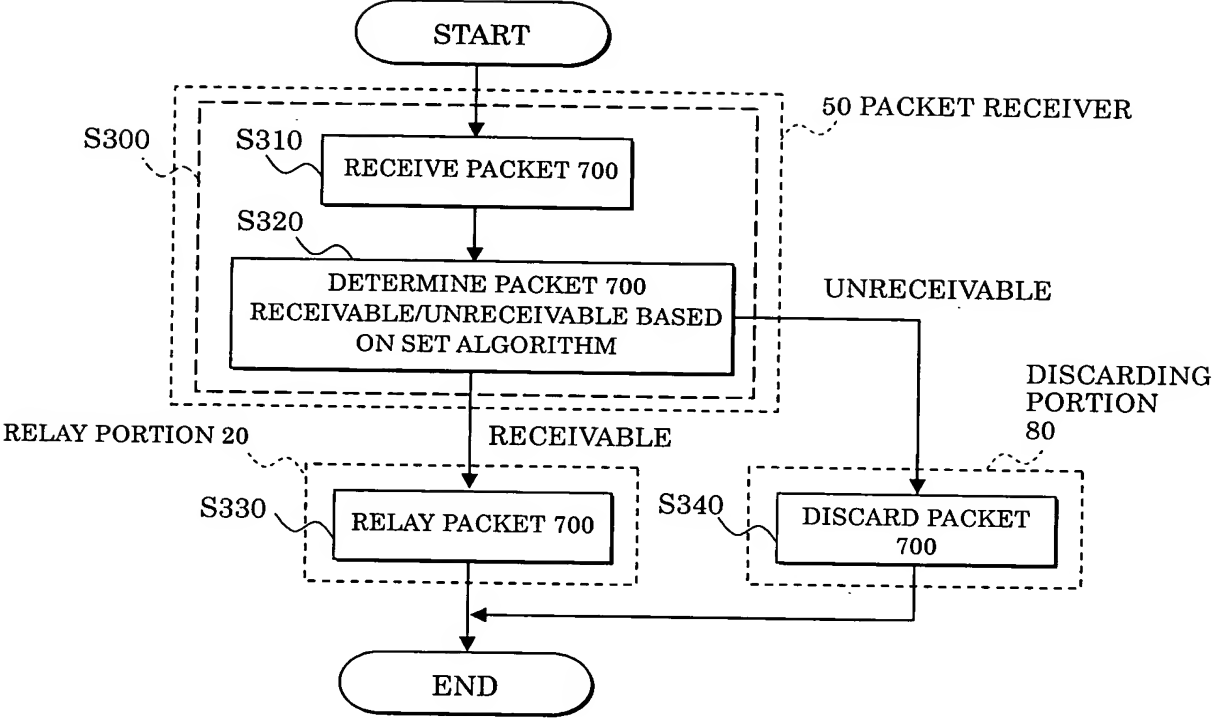 START
50 PACKET RECEIVER
S300
S310
RECEIVE PACKET 700
S320
DETERMINE PACKET 700
RECEIVABLE/UNRECEIVABLE BASED
ON SET ALGORITHM
UNRECEIVABLE
DISCARDING
PORTION
80
RELAY PORTION 20
RECEIVABLE
S330
RELAY PACKET 700
S340
DISCARD PACKET
700
END